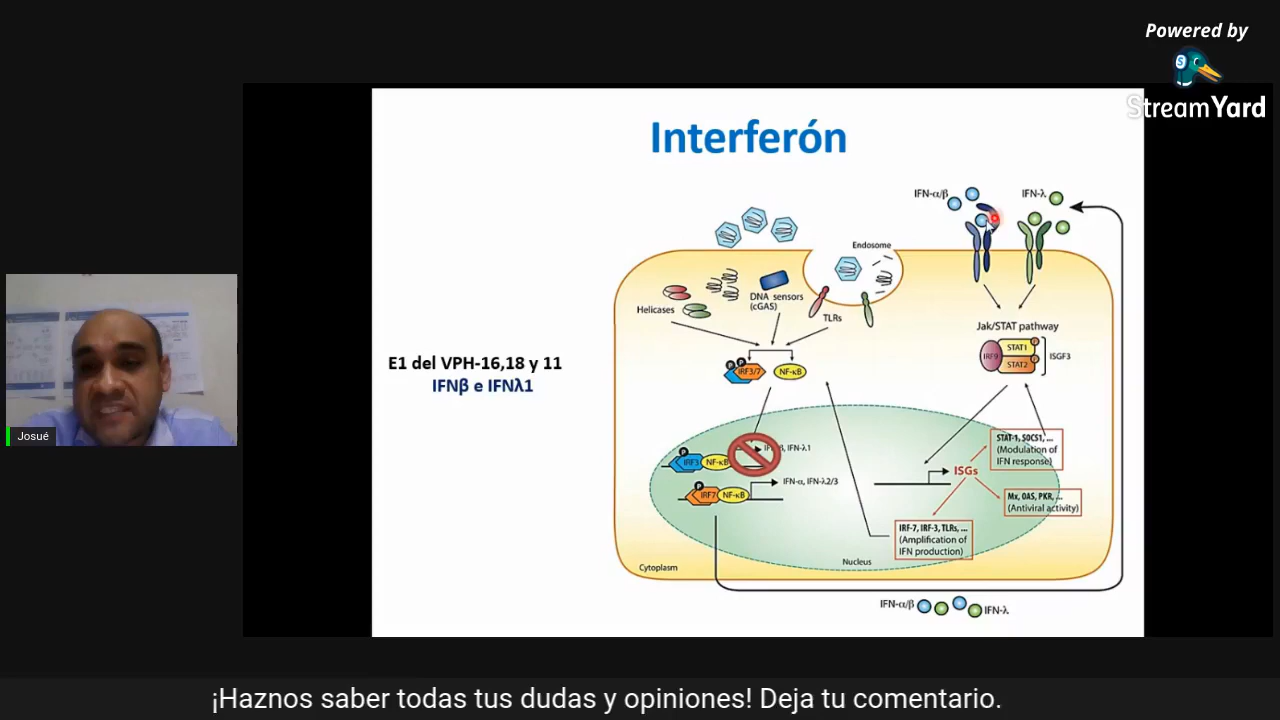 Powered by
StreamYard
Interferón
IFN-α/β
IFN-λ
Endosome
Helicases
DNA sensors
(cGAS)
TLRs
Jak/STAT pathway
IRF9
STAT1
P
STAT2
P
ISGF3
E1 del VPH-16,18 y 11
IFNβ e IFNλ1
P
P
IRF3/7
NF-κB
P
IRF3
NF-κB
β, IFN-λ1
P
IRF7
NF-κB
IFN-α, IFN-λ2/3
STAT-1, SOCS1, ...
(Modulation of
IFN response)
ISGs
Mx, OAS, PKR, ...
(Antiviral activity)
IRF-7, IRF-3, TLRs, ...
(Amplification of
IFN production)
Nucleus
Cytoplasm
IFN-α/β
IFN-λ
Josué
¡Haznos saber todas tus dudas y opiniones! Deja tu comentario.